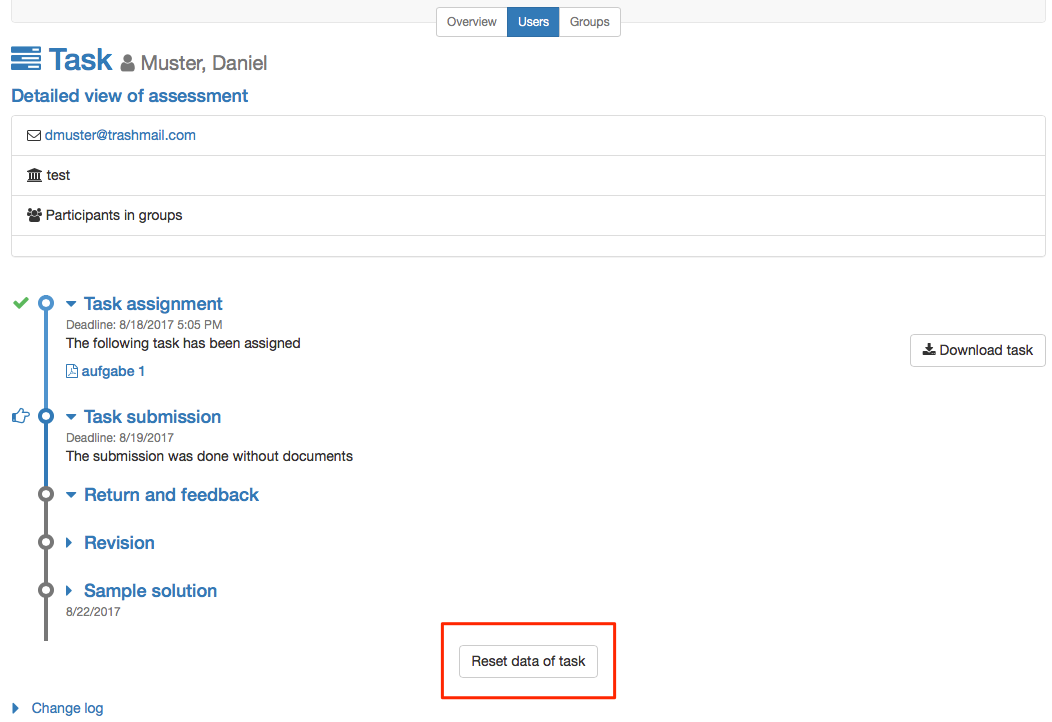 Overview Users Groups
Task Muster, Daniel
Detailed view of assessment
dmuster@trashmail.com
test
Participants in groups
Task assignment
Deadline: 8/18/2017 5:05 PM
The following task has been assigned
Download task
aufgabe 1
Task submission
Deadline: 8/19/2017
The submission was done without documents
Return and feedback
Revision
Sample solution
8/22/2017
Reset data of task
Change log